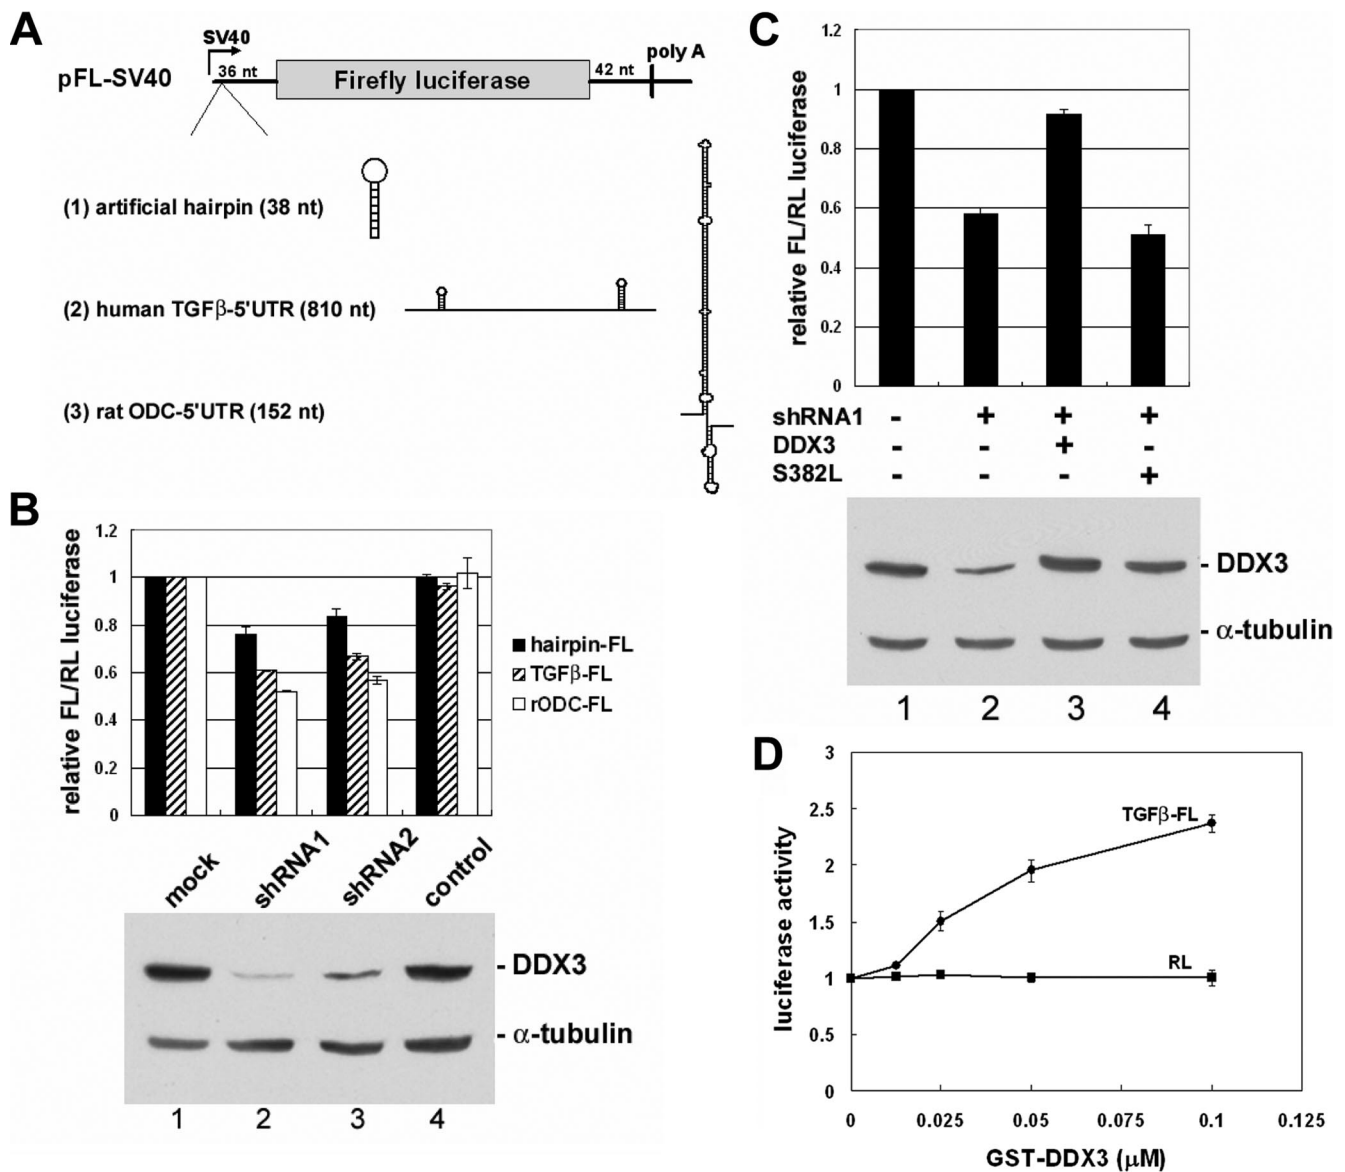 A
SV40
poly A
36 nt
42 nt
pFL-SV40
Firefly luciferase
(1) artificial hairpin (38 nt)
(2) human TGFβ-5'UTR (810 nt)
(3) rat ODC-5'UTR (152 nt)
B
relative FL/RL luciferase
1.2
1
0.8
0.6
0.4
0.2
0
hairpin-FL
TGFβ-FL
rODC-FL
mock
shRNA1
shRNA2
control
- DDX3
- α-tubulin
1 2 3 4
C
relative FL/RL luciferase
1.2
1
0.8
0.6
0.4
0.2
0
shRNA1 - + + +
DDX3 - - + -
S382L - - - +
- DDX3
- α-tubulin
1 2 3 4
D
luciferase activity
3
2.5
2
1.5
1
0.5
0
TGFβ-FL
RL
0 0.025 0.05 0.075 0.1 0.125
GST-DDX3 (μM)